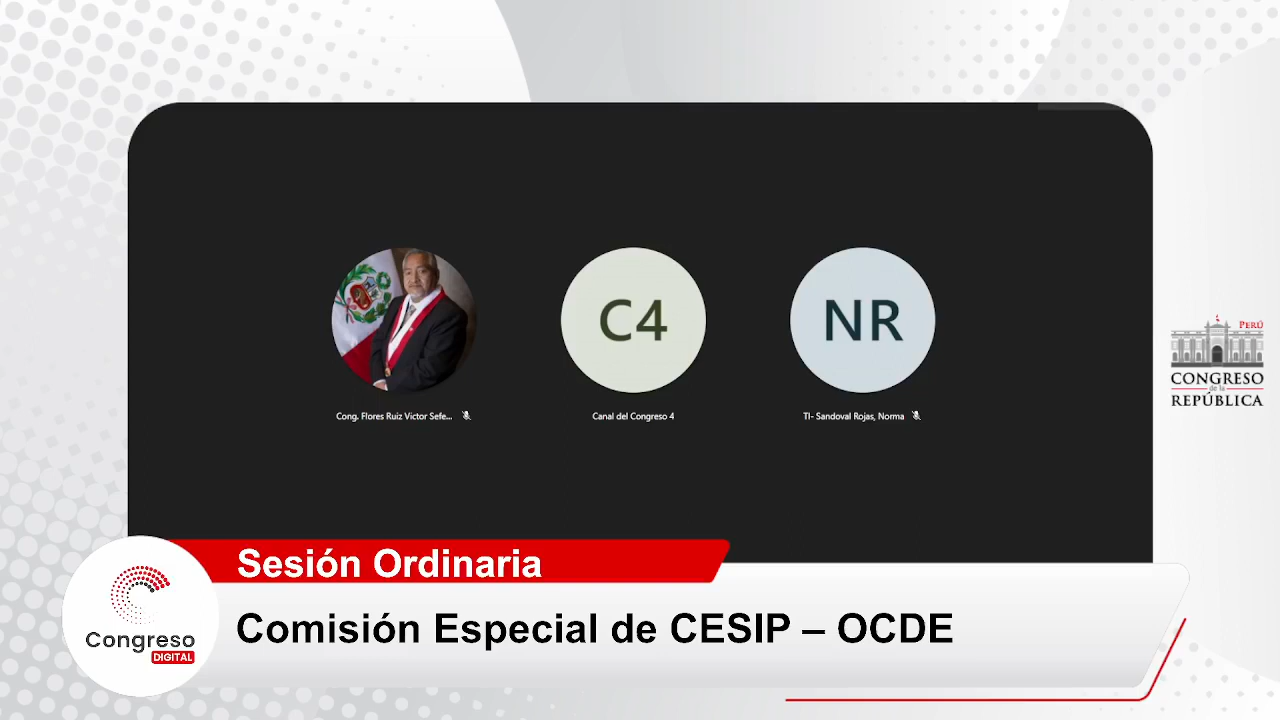 C4
NR
Cong. Flores Ruiz Victor Sefe...
Canal del Congreso 4
TI- Sandoval Rojas, Norma
PERÚ
CONGRESO
de la
REPÚBLICA
Sesión Ordinaria
Comisión Especial de CESIP – OCDE
Congreso
DIGITAL